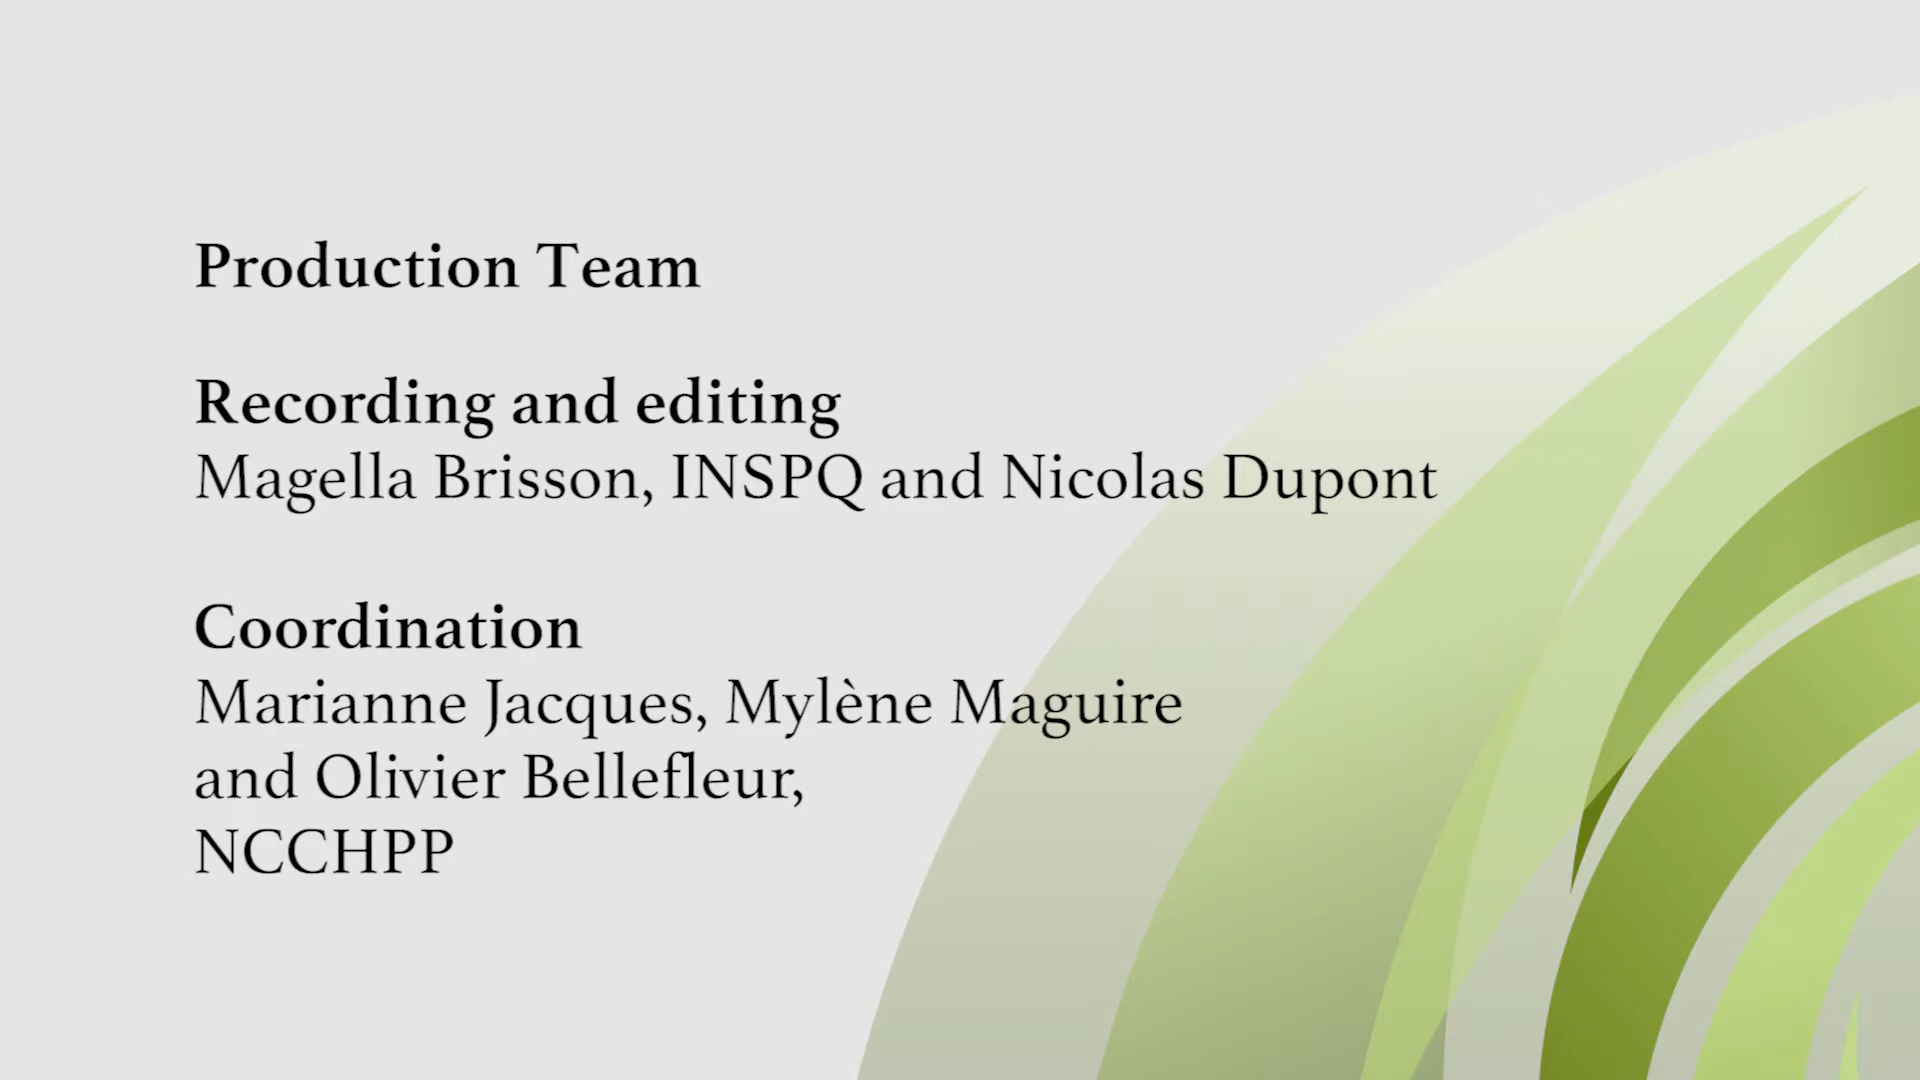 Production Team
Recording and editing
Magella Brisson, INSPQ and Nicolas Dupont
Coordination
Marianne Jacques, Mylène Maguire
and Olivier Bellefleur,
NCCHPP